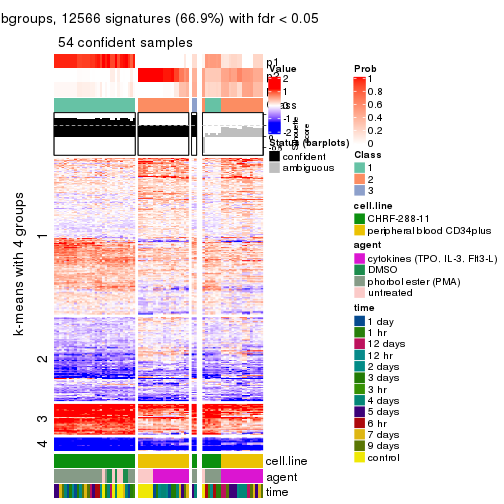 bgroups, 12566 signatures (66.9%) with fdr < 0.05
54 confident samples
p1
Class
Silhouette
score
k-means with 4 groups
1
2
3
4
cell.line
agent
time
Value
2
1
0
-1
-2
Status (barplots)
confident
ambiguous
Prob
1
0.8
0.6
0.4
0.2
0
Class
1
2
3
cell.line
CHRF-288-11
peripheral blood CD34plus
agent
cytokines (TPO. IL-3. Flt3-L)
DMSO
phorbol ester (PMA)
untreated
time
1 day
1 hr
12 days
12 hr
2 days
3 days
3 hr
4 days
5 days
6 hr
7 days
9 days
control